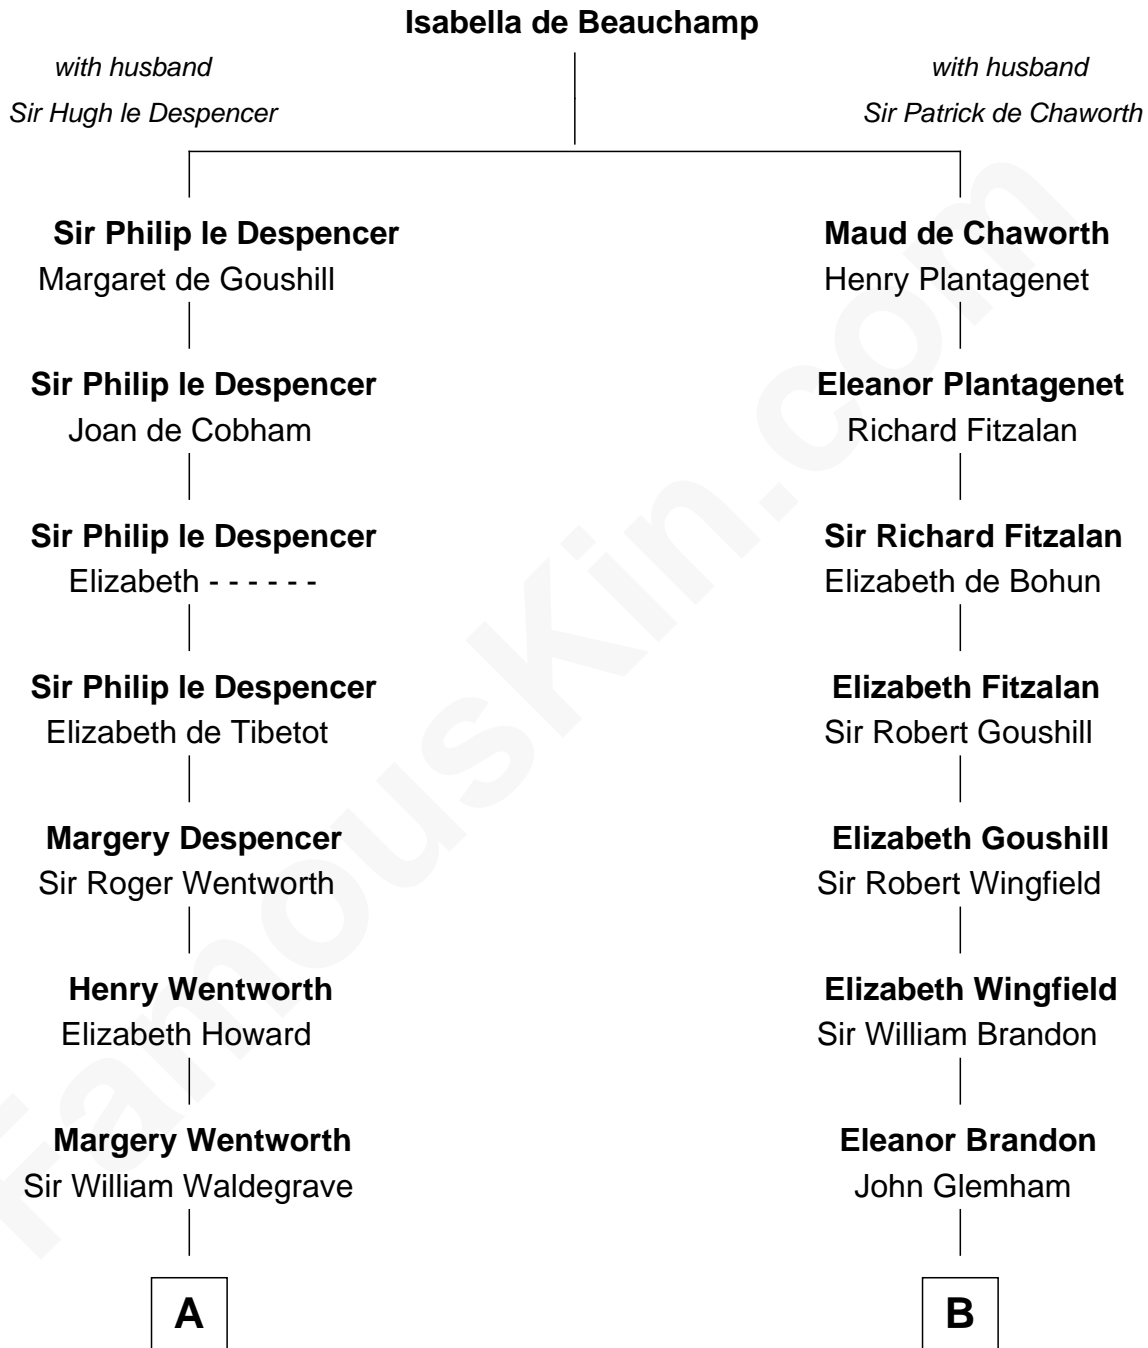 Isabella de Beauchamp
with husband
Sir Hugh le Despencer
with husband
Sir Patrick de Chaworth
Sir Philip le Despencer
Margaret de Goushill
Sir Philip le Despencer
Joan de Cobham
Sir Philip le Despencer
Elizabeth - - - - - -
Sir Philip le Despencer
Elizabeth de Tibetot
Margery Despencer
Sir Roger Wentworth
Henry Wentworth
Elizabeth Howard
Margery Wentworth
Sir William Waldegrave
A
Maud de Chaworth
Henry Plantagenet
Eleanor Plantagenet
Richard Fitzalan
Sir Richard Fitzalan
Elizabeth de Bohun
Elizabeth Fitzalan
Sir Robert Goushill
Elizabeth Goushill
Sir Robert Wingfield
Elizabeth Wingfield
Sir William Brandon
Eleanor Brandon
John Glemham
B
FamousKin.com